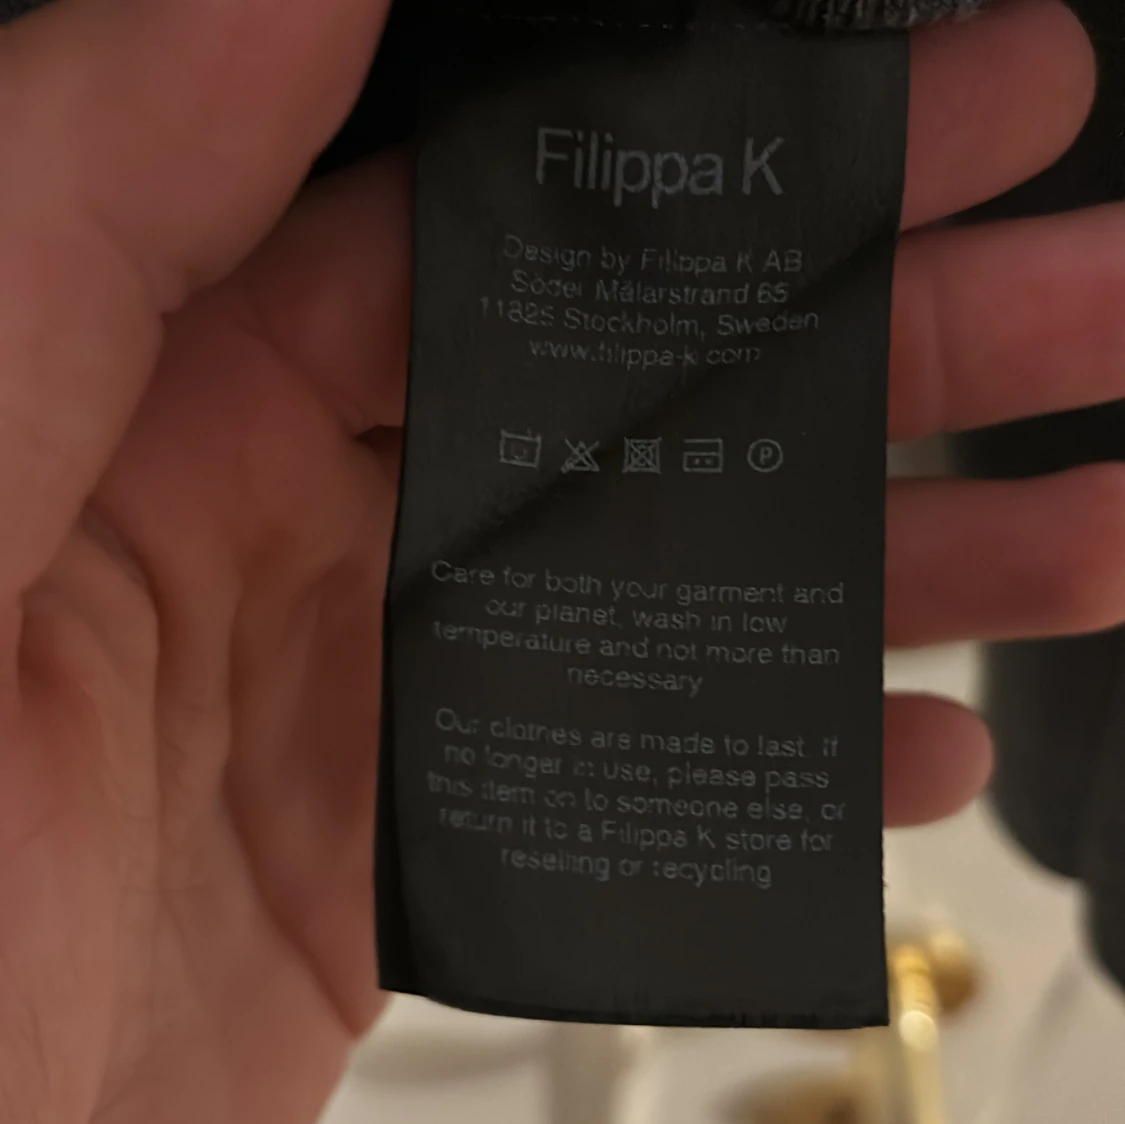 Filippa K
Design by Filippa K AB
Söder Mälarstrand 65
11825 Stockholm, Sweden
www.filippa-k.com
P
Care for both your garment and
our planet, wash in low
temperature and not more than
necessary
Our clothes are made to last. If
no longer in use, please pass
this item on to someone else, or
return it to a Filippa K store for
reselling or recycling